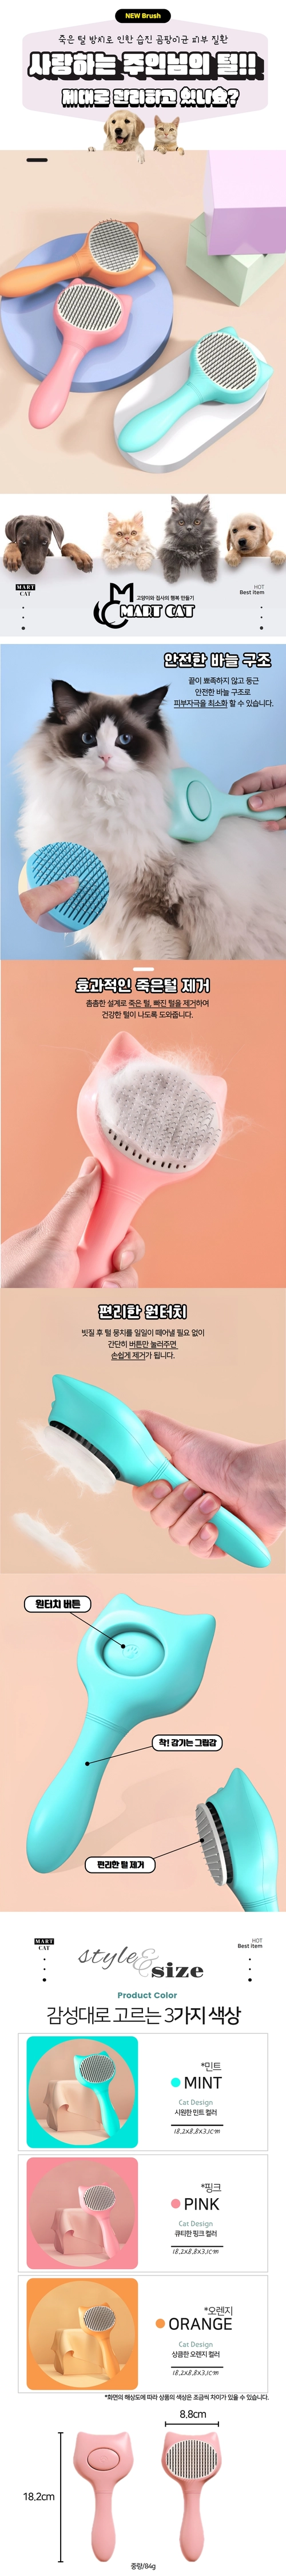 NEW Brush
죽은 털 방치로 인한 습진 곰팡이균 피부 질환
사랑하는 주인님의 털!!
제대로 관리하고 있나요?
MART
CAT
HOT
Best item
고양이와 집사의 행복 만들기
MART CAT
안전한 바늘 구조
끝이 뾰족하지 않고 둥근
안전한 바늘 구조로
피부자극을 최소화 할 수 있습니다.
효과적인 죽은털 제거
촘촘한 설계로 죽은 털, 빠진 털을 제거하여
건강한 털이 나도록 도와줍니다.
편리한 원터치
빗질 후 털 뭉치를 일일이 떼어낼 필요 없이
간단히 버튼만 눌러주면
손쉽게 제거가 됩니다.
원터치 버튼
착! 감기는 그립감
편리한 털 제거
MART
CAT
HOT
Best item
style & size
Product Color
감성대로 고르는 3가지 색상
*민트
MINT
Cat Design
시원한 민트 컬러
18.2x8.8x3.1cm
*핑크
PINK
Cat Design
큐티한 핑크 컬러
18.2x8.8x3.1cm
*오렌지
ORANGE
Cat Design
상큼한 오렌지 컬러
18.2x8.8x3.1cm
*화면의 해상도에 따라 상품의 색상은 조금씩 차이가 있을 수 있습니다.
8.8cm
18.2cm
중량/84g